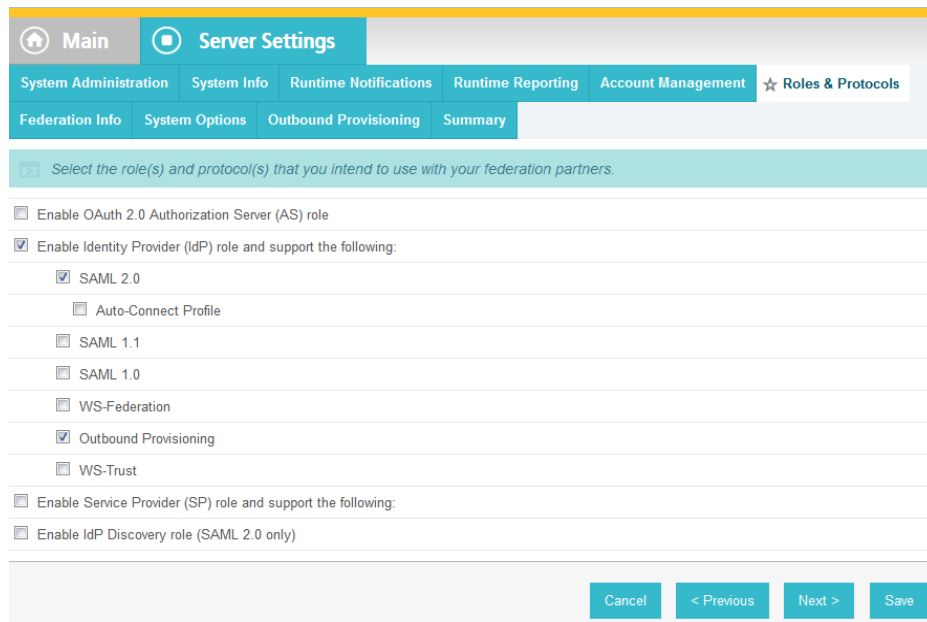 Main Server Settings
System Administration System Info Runtime Notifications Runtime Reporting Account Management Roles & Protocols
Federation Info System Options Outbound Provisioning Summary
Select the role(s) and protocol(s) that you intend to use with your federation partners.
Enable OAuth 2.0 Authorization Server (AS) role
Enable Identity Provider (IdP) role and support the following:
SAML 2.0
Auto-Connect Profile
SAML 1.1
SAML 1.0
WS-Federation
Outbound Provisioning
WS-Trust
Enable Service Provider (SP) role and support the following:
Enable IdP Discovery role (SAML 2.0 only)
Cancel < Previous Next > Save